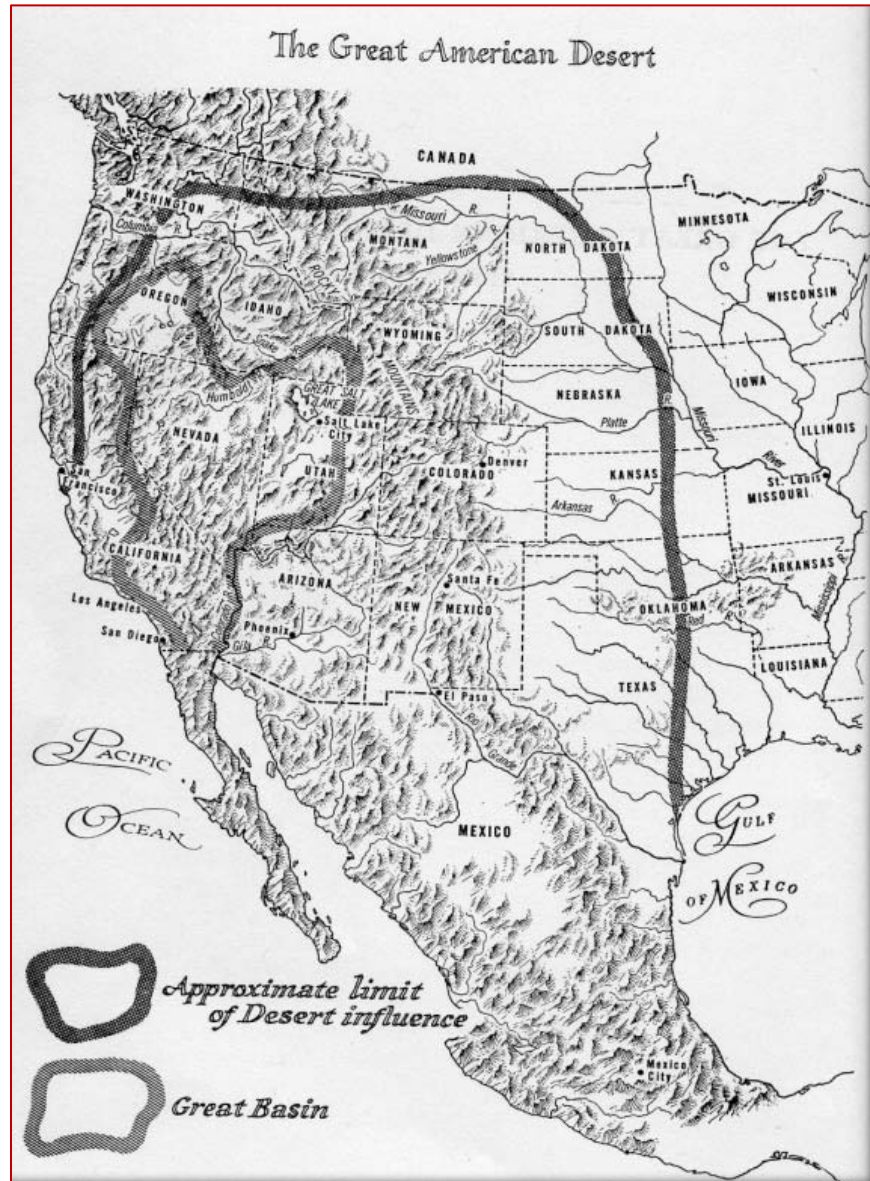 The Great American Desert
CANADA
WASHINGTON
Columbia
R.
Missouri
R.
MONTANA
Yellowstone
R.
NORTH DAKOTA
MINNESOTA
WISCONSIN
OREGON
IDAHO
ROCKY
Snake
WYOMING
SOUTH DAKOTA
IOWA
MOUNTAINS
NEBRASKA
Platte
R.
Missouri
River
ILLINOIS
Humboldt
R.
GREAT SALT
LAKE
Salt Lake
City
NEVADA
UTAH
COLORADO
Denver
KANSAS
Arkansas
R.
St. Louis
MISSOURI
San
Francisco
CALIFORNIA
ARIZONA
Santa Fe
NEW MEXICO
OKLAHOMA
Red
R.
ARKANSAS
Mississippi
R.
Los Angeles
San Diego
Phoenix
Gila
R.
El Paso
TEXAS
LOUISIANA
Rio
Grande
PACIFIC
OCEAN
MEXICO
GULF
OF MEXICO
Mexico
City
Approximate limit
of Desert influence
Great Basin